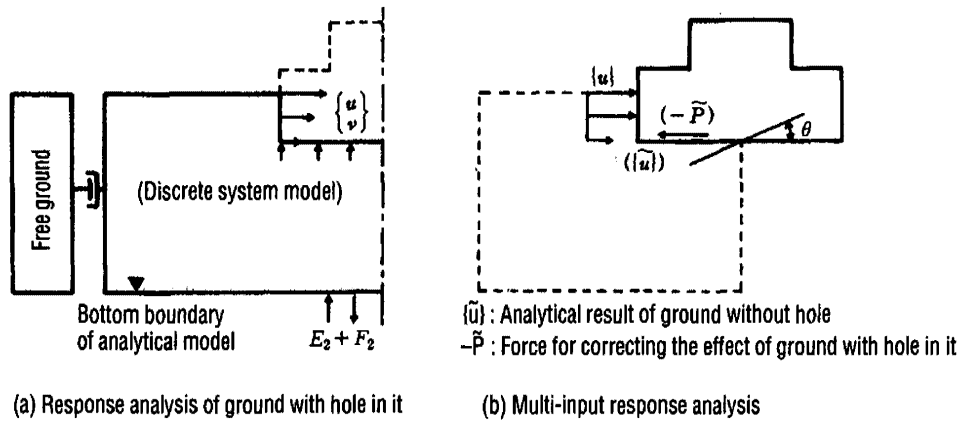 Free ground
(Discrete system model)
{u
v}
Bottom boundary
of analytical model
E₂ + F₂
(a) Response analysis of ground with hole in it
{u}
(−P̃)
θ
({ũ})
{ũ} : Analytical result of ground without hole
−P̃ : Force for correcting the effect of ground with hole in it
(b) Multi-input response analysis